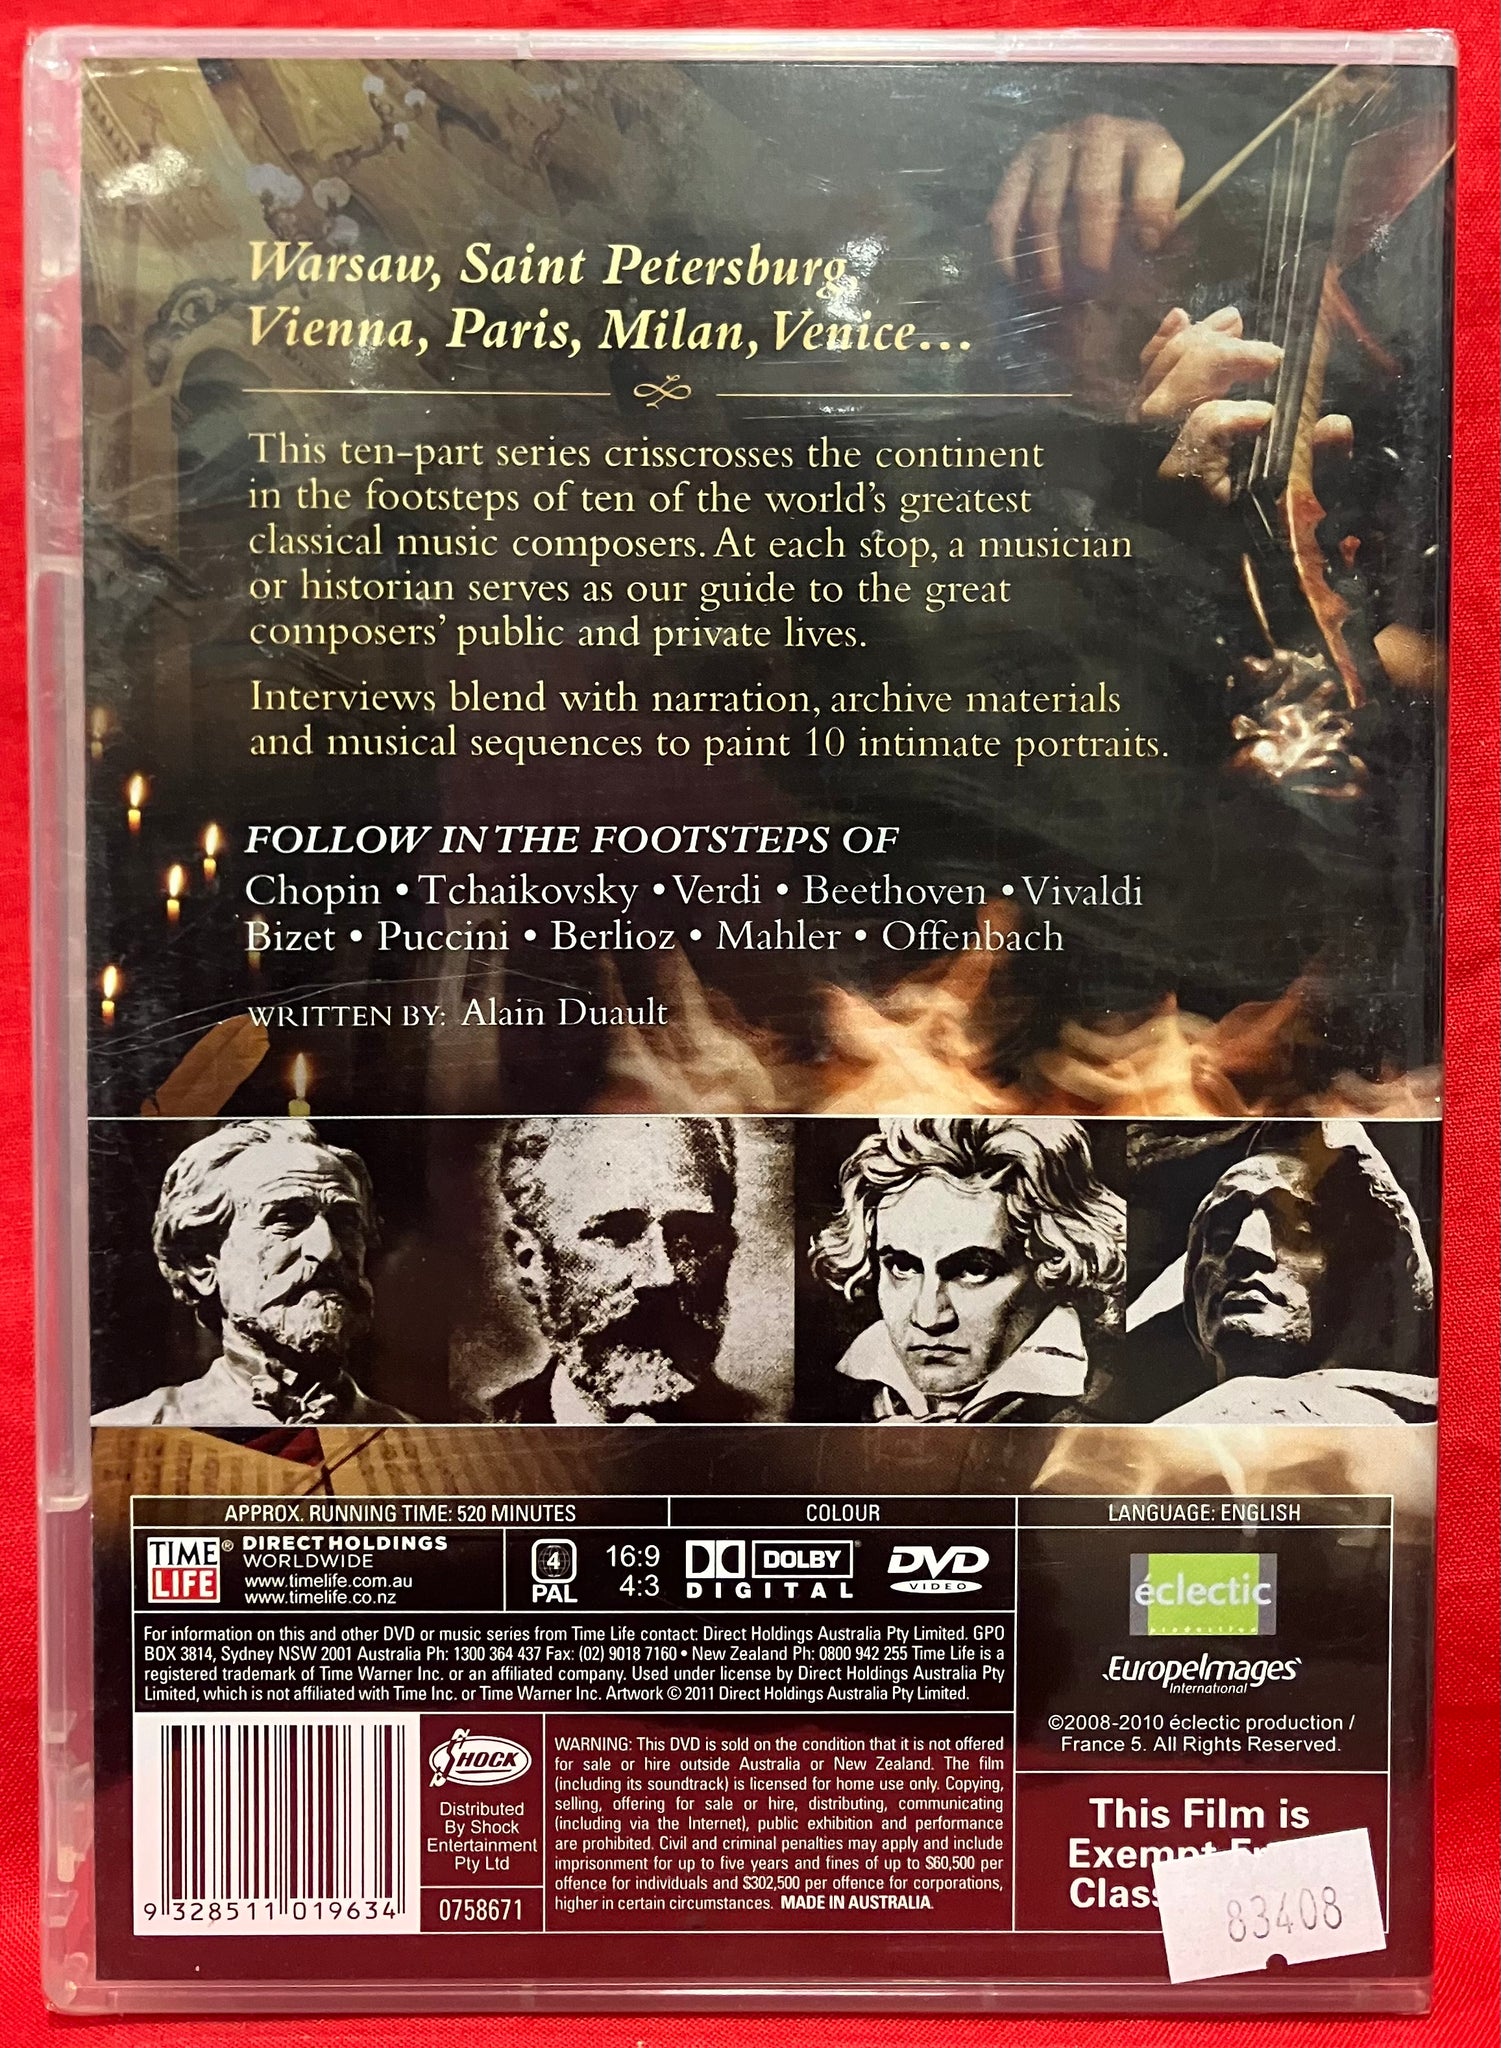 Warsaw, Saint Petersburg,
Vienna, Paris, Milan, Venice...
This ten-part series crisscrosses the continent
in the footsteps of ten of the world's greatest
classical music composers. At each stop, a musician
or historian serves as our guide to the great
composers' public and private lives.
Interviews blend with narration, archive materials
and musical sequences to paint 10 intimate portraits.
FOLLOW IN THE FOOTSTEPS OF
Chopin • Tchaikovsky • Verdi • Beethoven • Vivaldi
Bizet • Puccini • Berlioz • Mahler • Offenbach
WRITTEN BY: Alain Duault
APPROX. RUNNING TIME: 520 MINUTES
COLOUR
LANGUAGE: ENGLISH
TIME
LIFE
®
DIRECT HOLDINGS
WORLDWIDE
www.timelife.com.au
www.timelife.co.nz
4
PAL
16:9
4:3
DOLBY
DIGITAL
DVD
VIDEO
éclectic
production
EuropeImages
International
©2008-2010 éclectic production /
France 5. All Rights Reserved.
For information on this and other DVD or music series from Time Life contact: Direct Holdings Australia Pty Limited. GPO
BOX 3814, Sydney NSW 2001 Australia Ph: 1300 364 437 Fax: (02) 9018 7160 • New Zealand Ph: 0800 942 255 Time Life is a
registered trademark of Time Warner Inc. or an affiliated company. Used under license by Direct Holdings Australia Pty
Limited, which is not affiliated with Time Inc. or Time Warner Inc. Artwork © 2011 Direct Holdings Australia Pty Limited.
9 328511 019634
SHOCK
Distributed
By Shock
Entertainment
Pty Ltd
0758671
WARNING: This DVD is sold on the condition that it is not offered
for sale or hire outside Australia or New Zealand. The film
(including its soundtrack) is licensed for home use only. Copying,
selling, offering for sale or hire, distributing, communicating
(including via the Internet), public exhibition and performance
are prohibited. Civil and criminal penalties may apply and include
imprisonment for up to five years and fines of up to $60,500 per
offence for individuals and $302,500 per offence for corporations,
higher in certain circumstances. MADE IN AUSTRALIA.
This Film is
83408